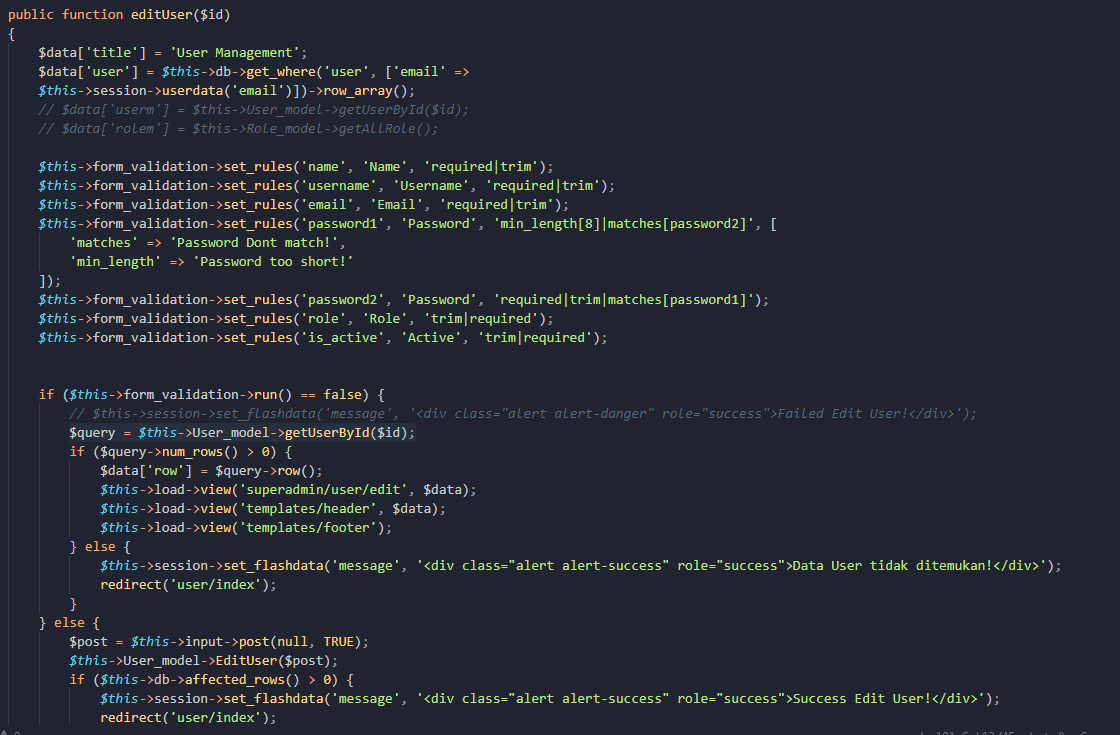 public function editUser($id)
{
    $data['title'] = 'User Management';
    $data['user'] = $this->db->get_where('user', ['email' =>
    $this->session->userdata('email')])->row_array();
    // $data['userm'] = $this->User_model->getUserById($id);
    // $data['rolem'] = $this->Role_model->getAllRole();
    $this->form_validation->set_rules('name', 'Name', 'required|trim');
    $this->form_validation->set_rules('username', 'Username', 'required|trim');
    $this->form_validation->set_rules('email', 'Email', 'required|trim');
    $this->form_validation->set_rules('password1', 'Password', 'min_length[8]|matches[password2]', [
        'matches' => 'Password Dont match!',
        'min_length' => 'Password too short!'
    ]);
    $this->form_validation->set_rules('password2', 'Password', 'required|trim|matches[password1]');
    $this->form_validation->set_rules('role', 'Role', 'trim|required');
    $this->form_validation->set_rules('is_active', 'Active', 'trim|required');
    if ($this->form_validation->run() == false) {
        // $this->session->set_flashdata('message', '<div class="alert alert-danger" role="success">Failed Edit User!</div>');
        $query = $this->User_model->getUserById($id);
        if ($query->num_rows() > 0) {
            $data['row'] = $query->row();
            $this->load->view('superadmin/user/edit', $data);
            $this->load->view('templates/header', $data);
            $this->load->view('templates/footer');
        } else {
            $this->session->set_flashdata('message', '<div class="alert alert-success" role="success">Data User tidak ditemukan!</div>');
            redirect('user/index');
        }
    } else {
        $post = $this->input->post(null, TRUE);
        $this->User_model->EditUser($post);
        if ($this->db->affected_rows() > 0) {
            $this->session->set_flashdata('message', '<div class="alert alert-success" role="success">Success Edit User!</div>');
            redirect('user/index');